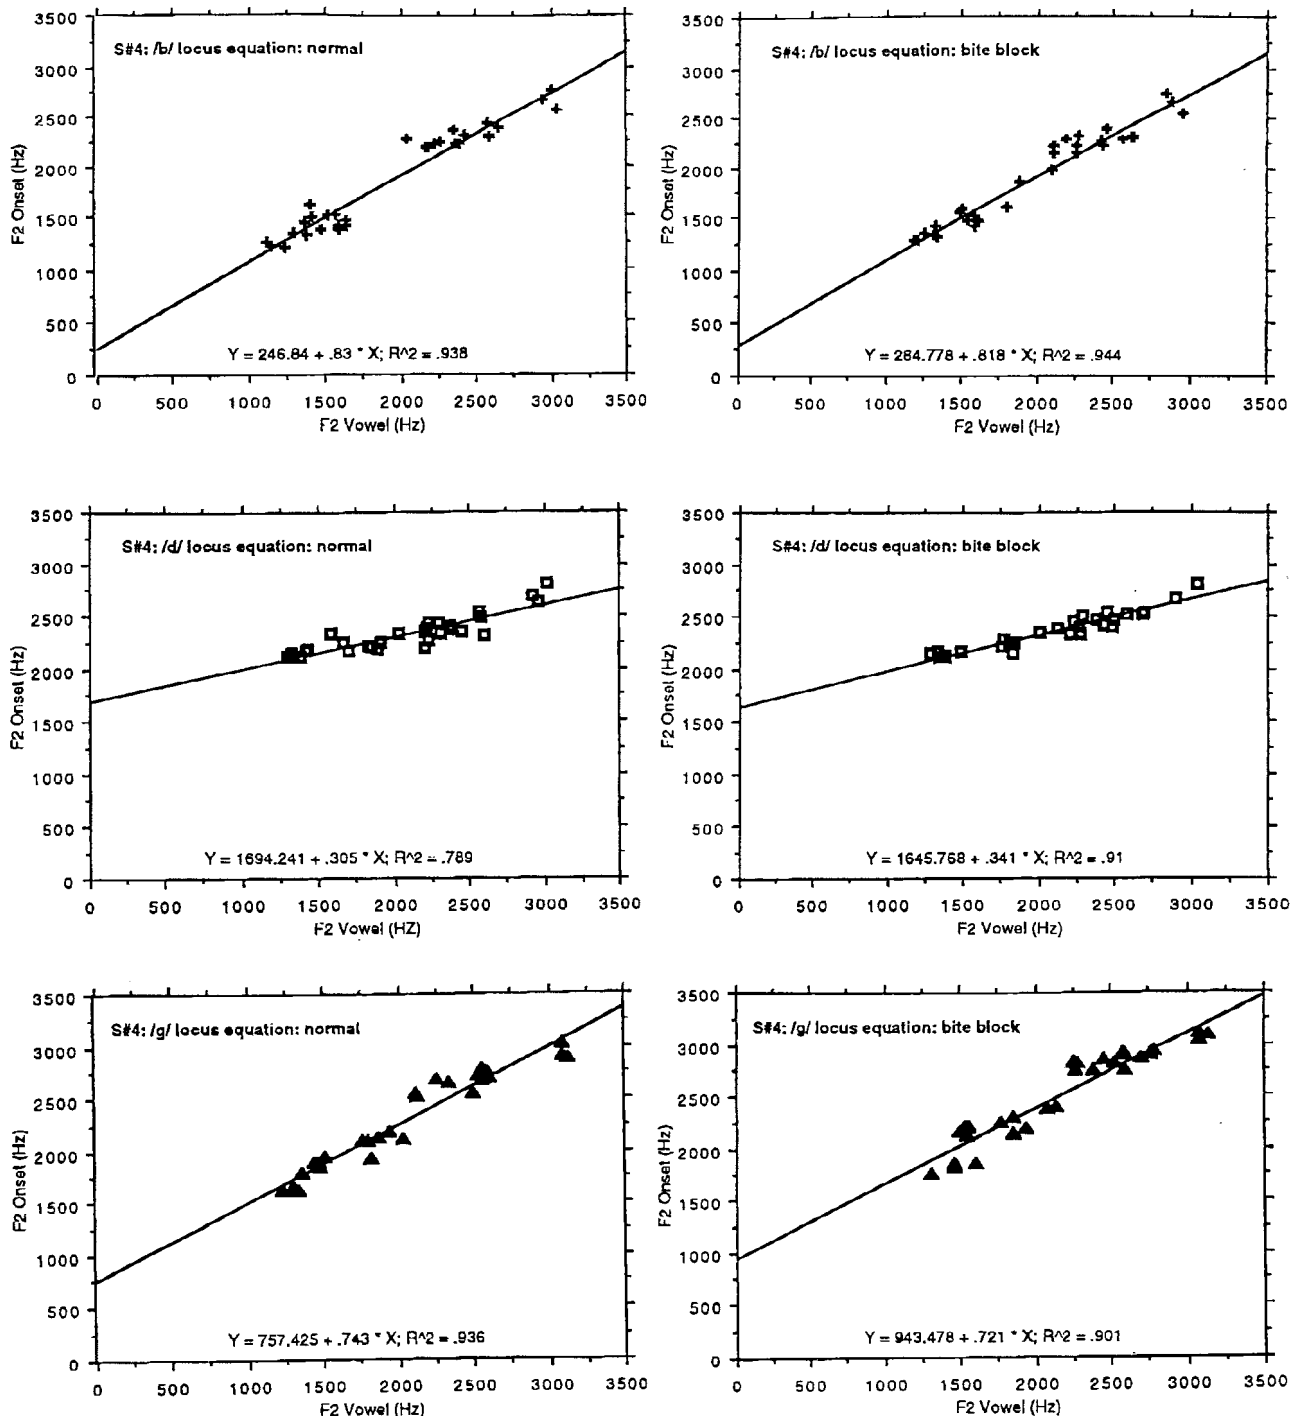 3500
S#4: /b/ locus equation: normal
3000
2500
2000
1500
1000
500
0
F2 Onset (Hz)
Y = 246.84 + .83 * X; R^2 = .938
0 500 1000 1500 2000 2500 3000 3500
F2 Vowel (Hz)
3500
S#4: /b/ locus equation: bite block
3000
2500
2000
1500
1000
500
0
F2 Onset (Hz)
Y = 284.778 + .818 * X; R^2 = .944
0 500 1000 1500 2000 2500 3000 3500
F2 Vowel (Hz)
3500
S#4: /d/ locus equation: normal
3000
2500
2000
1500
1000
500
0
F2 Onset (Hz)
Y = 1694.241 + .305 * X; R^2 = .789
0 500 1000 1500 2000 2500 3000 3500
F2 Vowel (HZ)
3500
S#4: /d/ locus equation: bite block
3000
2500
2000
1500
1000
500
0
F2 Onset (Hz)
Y = 1645.768 + .341 * X; R^2 = .91
0 500 1000 1500 2000 2500 3000 3500
F2 Vowel (Hz)
3500
S#4: /g/ locus equation: normal
3000
2500
2000
1500
1000
500
0
F2 Onset (Hz)
Y = 757.425 + .743 * X; R^2 = .936
0 500 1000 1500 2000 2500 3000 3500
F2 Vowel (Hz)
3500
S#4: /g/ locus equation: bite block
3000
2500
2000
1500
1000
500
0
F2 Onset (Hz)
Y = 943.478 + .721 * X; R^2 = .901
0 500 1000 1500 2000 2500 3000 3500
F2 Vowel (Hz)